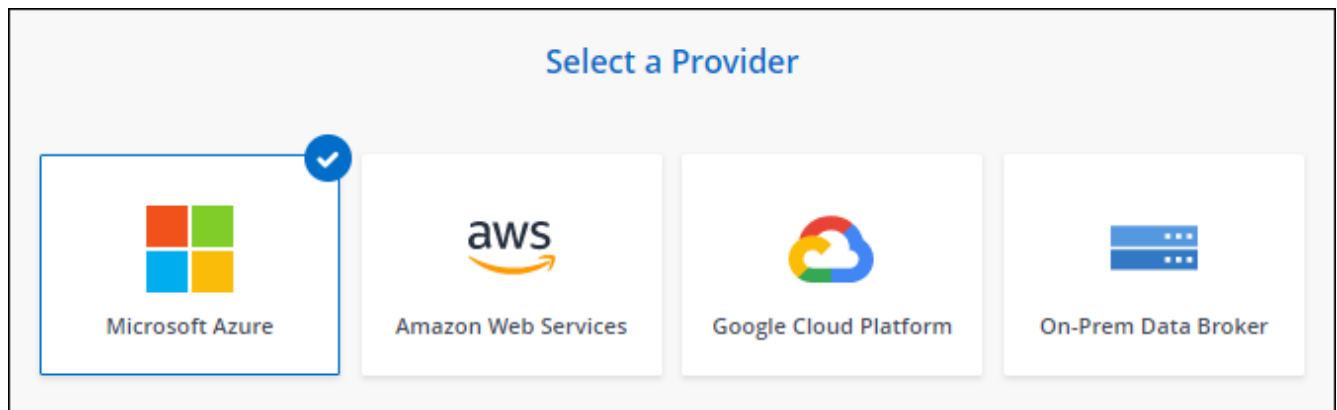 Select a Provider
aws
Microsoft Azure
Amazon Web Services
Google Cloud Platform
On-Prem Data Broker